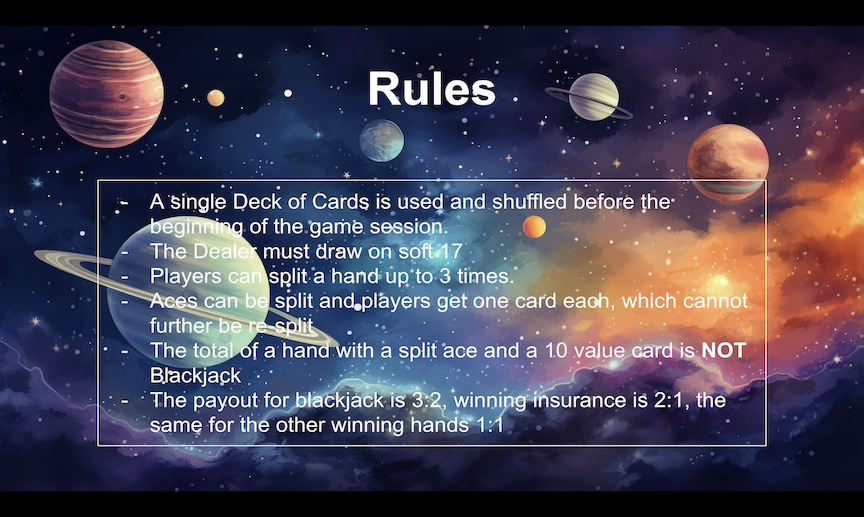 Rules
- A single Deck of Cards is used and shuffled before the
beginning of the game session.
- The Dealer must draw on soft 17
- Players can split a hand up to 3 times.
- Aces can be split and players get one card each, which cannot
further be re-split
- The total of a hand with a split ace and a 10 value card is NOT
Blackjack
- The payout for blackjack is 3:2, winning insurance is 2:1, the
same for the other winning hands 1:1